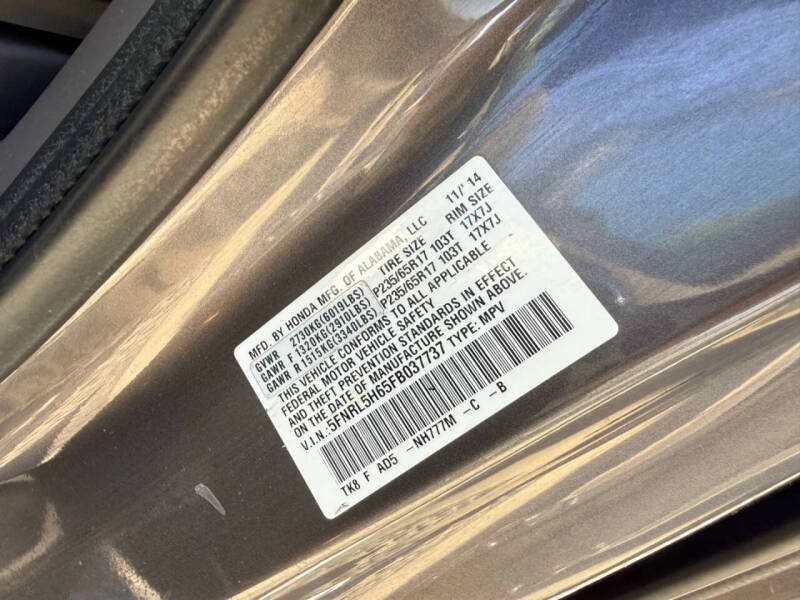 MFD. BY HONDA MFG. OF ALABAMA, LLC 11/'14
GVWR 2730KG(6019LBS) TIRE SIZE RIM SIZE
GAWR F 1320KG(2910LBS) P235/65R17 103T 17X7J
GAWR R 1515KG(3340LBS) P235/65R17 103T 17X7J
THIS VEHICLE CONFORMS TO ALL APPLICABLE
FEDERAL MOTOR VEHICLE SAFETY
AND THEFT PREVENTION STANDARDS IN EFFECT
ON THE DATE OF MANUFACTURE SHOWN ABOVE.
V.I.N.:5FNRL5H65FB037737 TYPE: MPV
TK8 F AD5 -NH777M -C -B